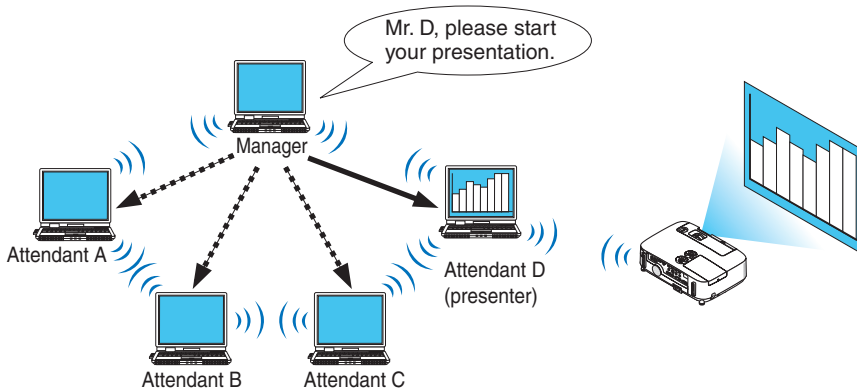 Mr. D, please start
your presentation.
Manager
Attendant A
Attendant D
(presenter)
Attendant B
Attendant C